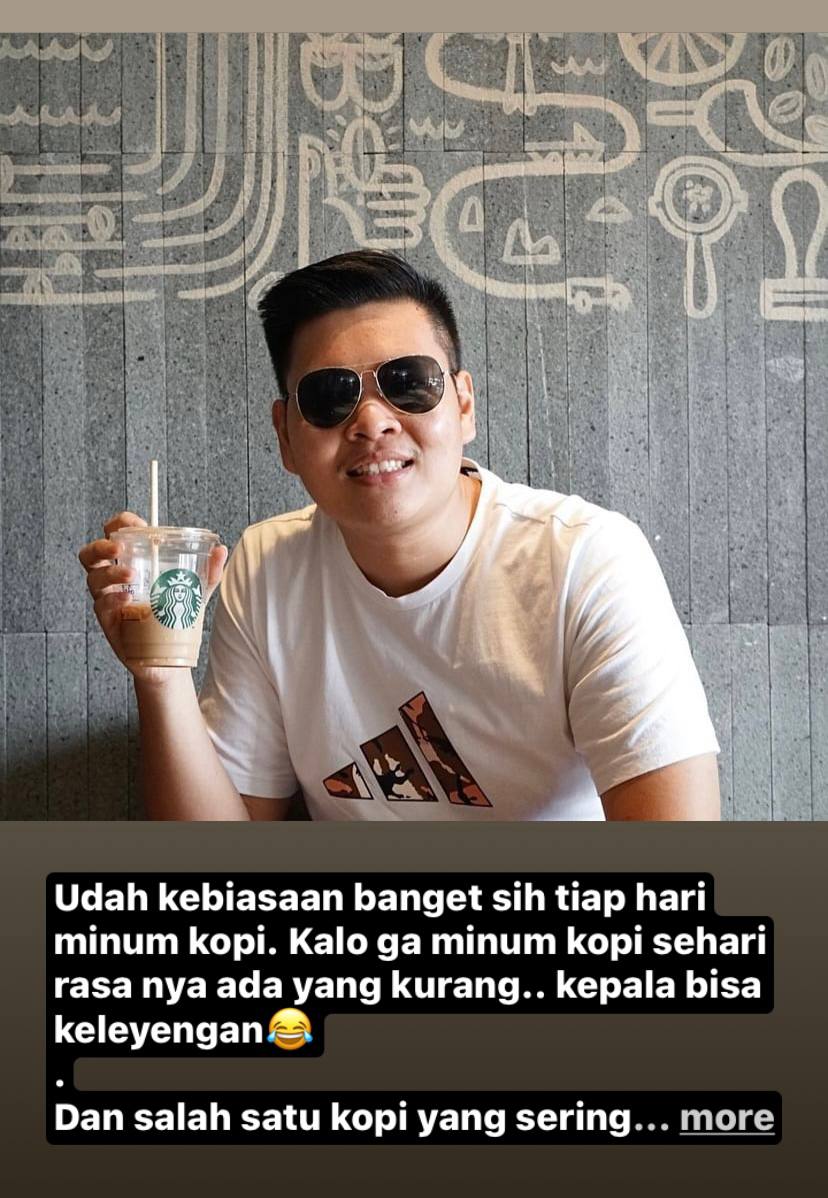 Udah kebiasaan banget sih tiap hari
minum kopi. Kalo ga minum kopi sehari
rasa nya ada yang kurang.. kepala bisa
keleyengan😂
.
Dan salah satu kopi yang sering... more